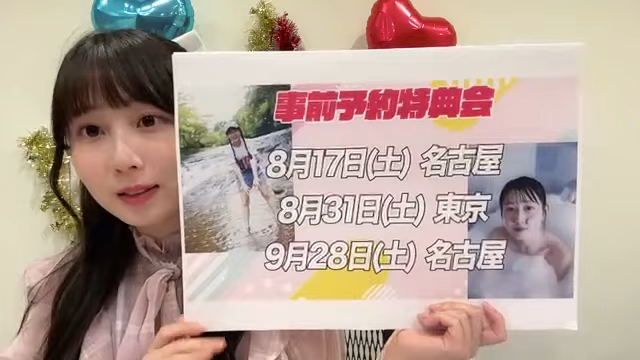 事前予約特典会
8月17日(土) 名古屋
8月31日(土) 東京
9月28日(土) 名古屋